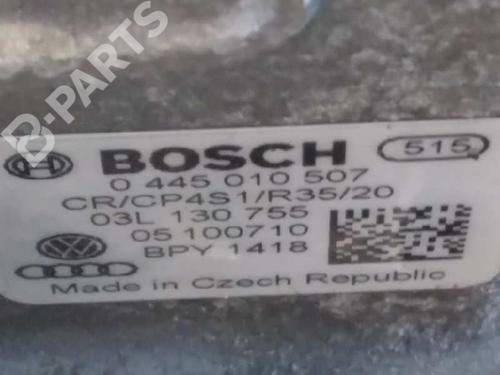 B-PARTS
BOSCH 515
0 445 010 507
CR/CP4S1/R35/20
03L 130 755
05 100710
BPY 1418
Made in Czech Republic